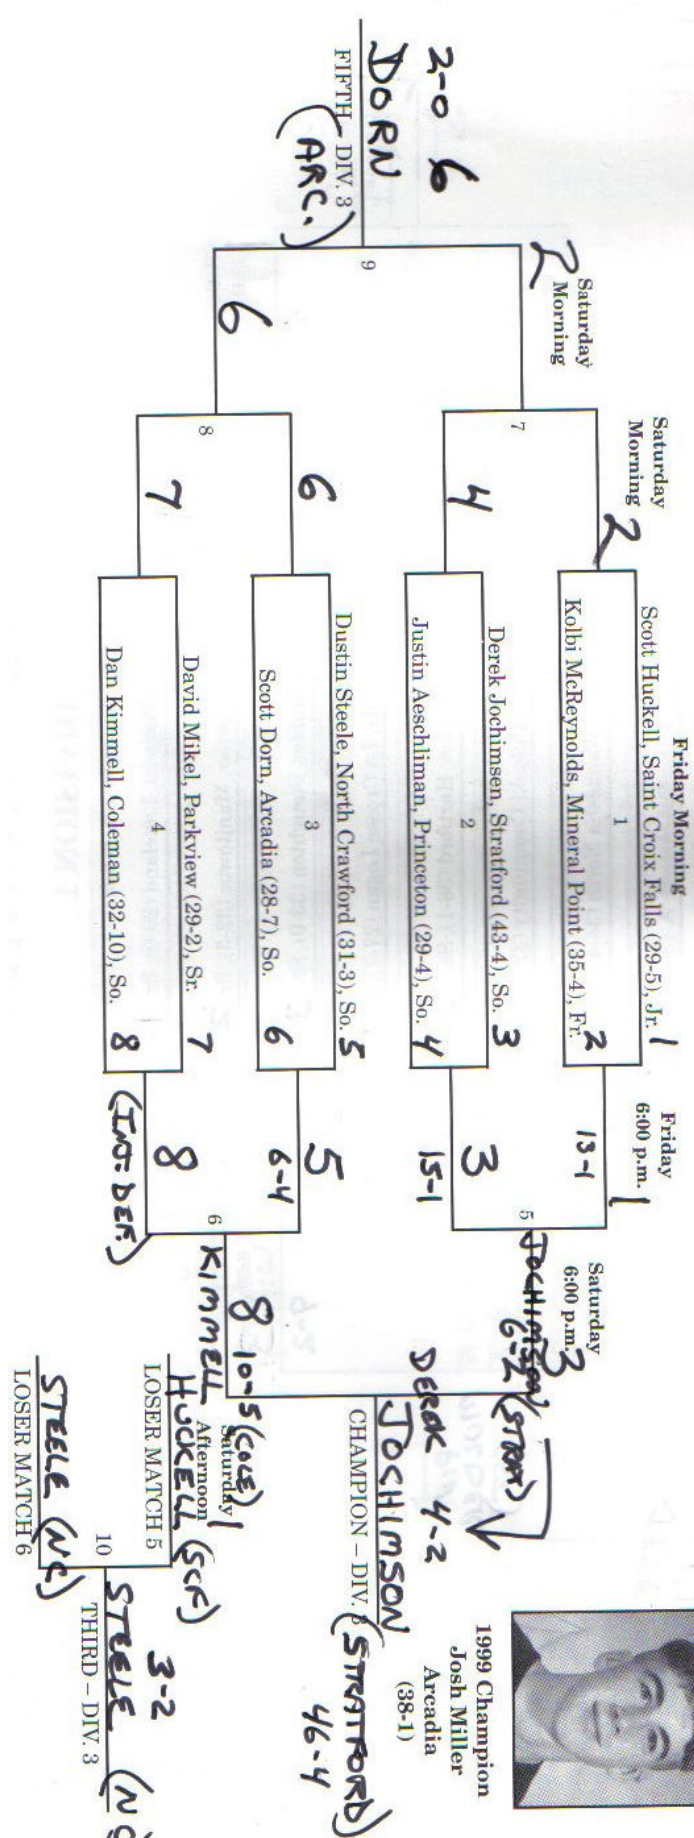 Friday Morning
Scott Huckell, Saint Croix Falls (29-5), Jr. 1
1
Kolbi McReynolds, Mineral Point (35-4), Fr. 2
Derek Jochimsen, Stratford (43-4), So. 3
2
Justin Aeschliman, Princeton (29-4), So. 4
Dustin Steele, North Crawford (31-3), So. 5
3
Scott Dorn, Arcadia (28-7), So. 6
David Mikel, Parkview (29-2), Sr. 7
4
Dan Kimmell, Coleman (32-10), So. 8
Saturday
Morning
2
4
6
7
Saturday
Morning
2
7
6
8
9
2-0 6
DORN
FIFTH – DIV. 3
(ARC.)
Friday
6:00 p.m.
1
13-1
3
15-1
5
6-4
8
(INJ. DEF.)
Saturday
6:00 p.m.
3
5
JOCHIMSON (STRAT)
6-2
6
8 10-5 (COLE)
KIMMELL
DEREK 4-2
JOCHIMSON
CHAMPION – DIV. 3
(STRATFORD)
46-4
1999 Champion
Josh Miller
Arcadia
(38-1)
Saturday
Afternoon
1
HUCKELL (SCF)
LOSER MATCH 5
10
STEELE (NC)
LOSER MATCH 6
3-2
STEELE (NC
THIRD – DIV. 3